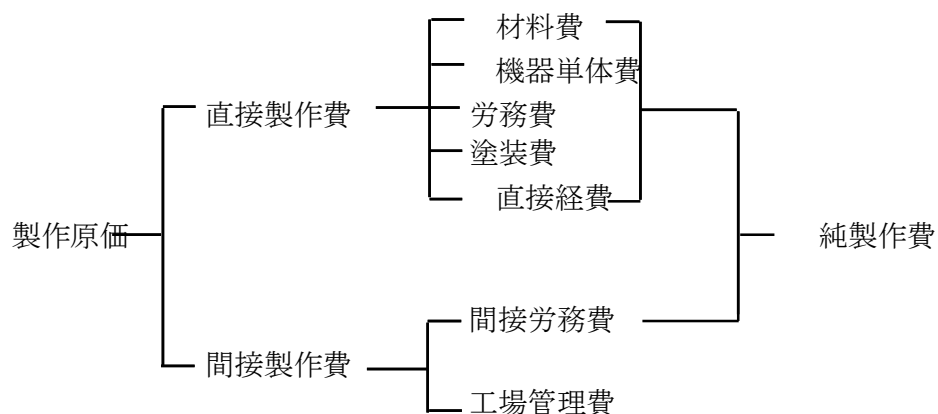 材料費
機器単体費
直接製作費
労務費
塗装費
直接経費
製作原価
純製作費
間接労務費
間接製作費
工場管理費